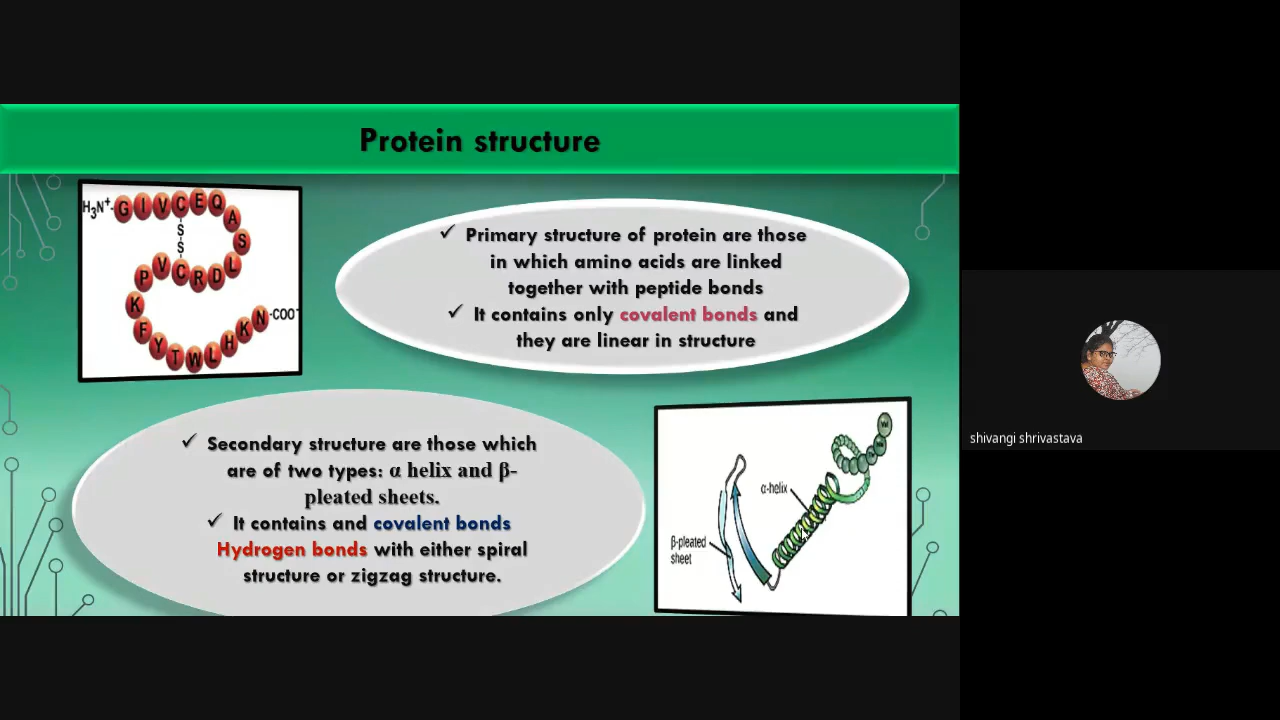 Protein structure
H3N+-GIVCEQASLDRCVPKFYTWLHKN-COO-
S
S
✓ Primary structure of protein are those
in which amino acids are linked
together with peptide bonds
✓ It contains only covalent bonds and
they are linear in structure
✓ Secondary structure are those which
are of two types: α helix and β-
pleated sheets.
✓ It contains and covalent bonds
Hydrogen bonds with either spiral
structure or zigzag structure.
α-helix
β-pleated
sheet
Val
shivangi shrivastava